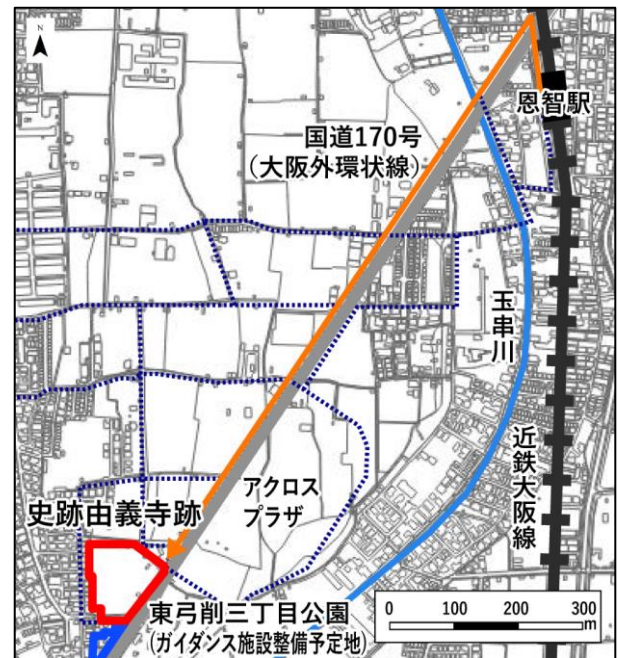 N
恩智駅
国道170号
(大阪外環状線)
玉串川
近鉄大阪線
アクロス
プラザ
史跡由義寺跡
東弓削三丁目公園
(ガイダンス施設整備予定地)
0 100 200 300
m